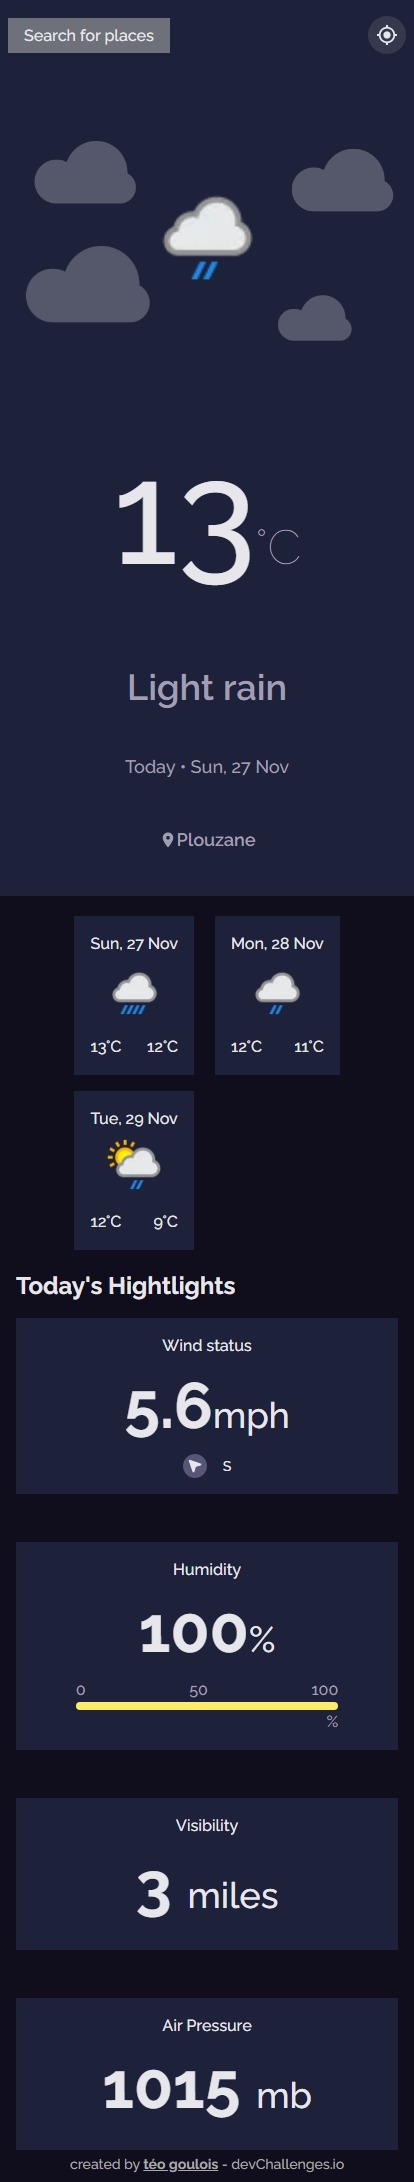 Search for places
13°C
Light rain
Today • Sun, 27 Nov
Plouzane
Sun, 27 Nov
13°C 12°C
Mon, 28 Nov
12°C 11°C
Tue, 29 Nov
12°C 9°C
Today's Hightlights
Wind status
5.6mph
S
Humidity
100%
0 50 100
%
Visibility
3 miles
Air Pressure
1015 mb
created by téo goulois - devChallenges.io